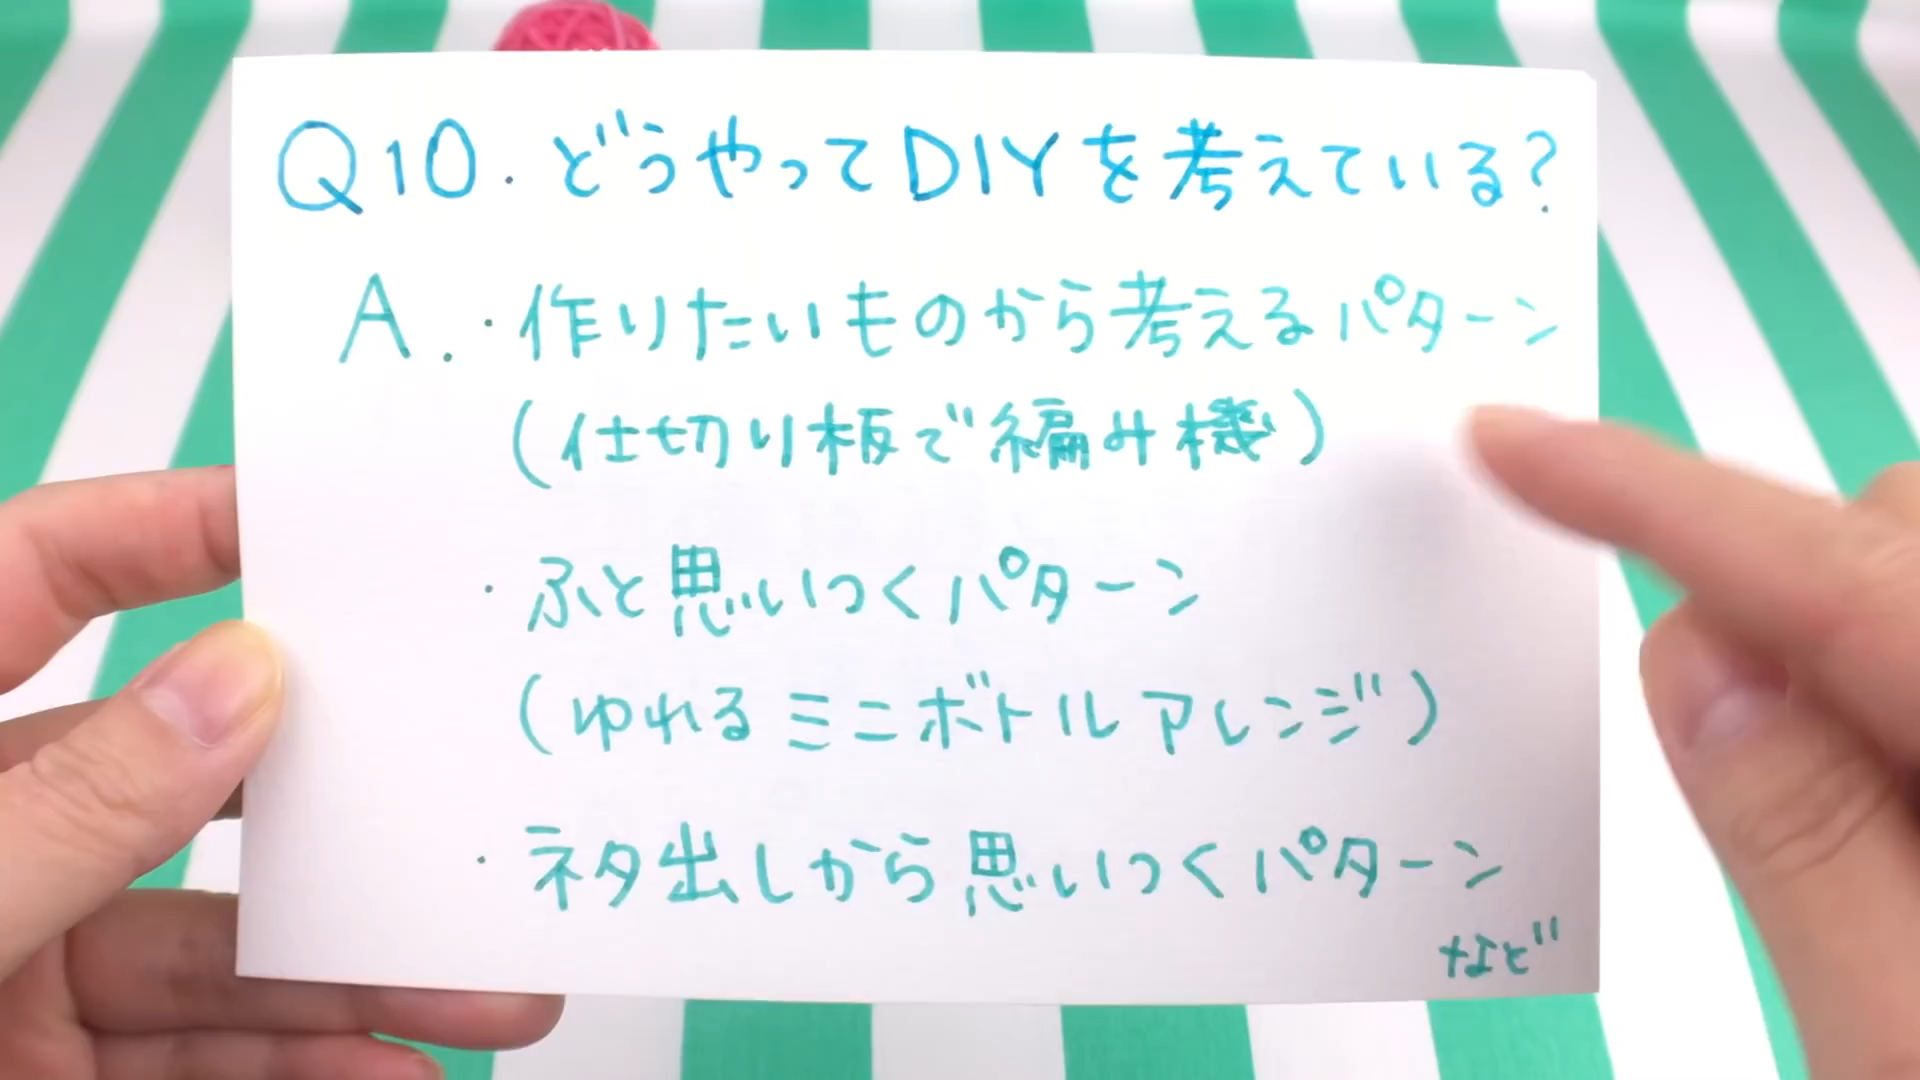 Q10.どうやってDIYを考えている?
A.・作りたいものから考えるパターン
(仕切り板で編み機)
・ふと思いつくパターン
(ゆれるミニボトルアレンジ)
・ネタ出しから思いつくパターン
など